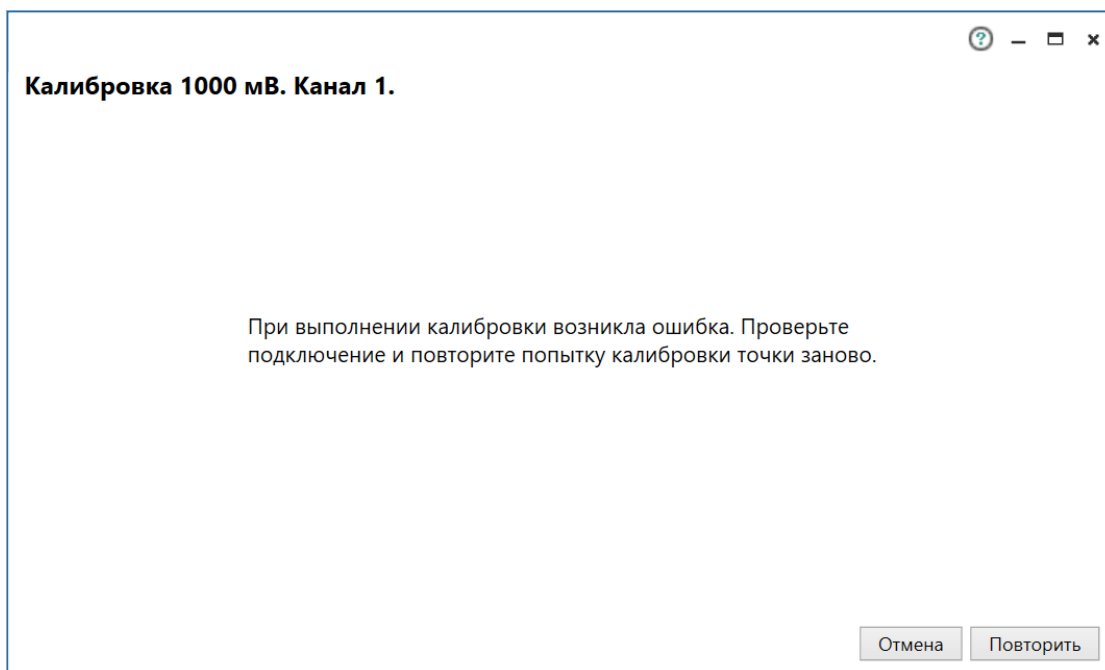 ?
Калибровка 1000 мВ. Канал 1.
При выполнении калибровки возникла ошибка. Проверьте
подключение и повторите попытку калибровки точки заново.
Отмена
Повторить